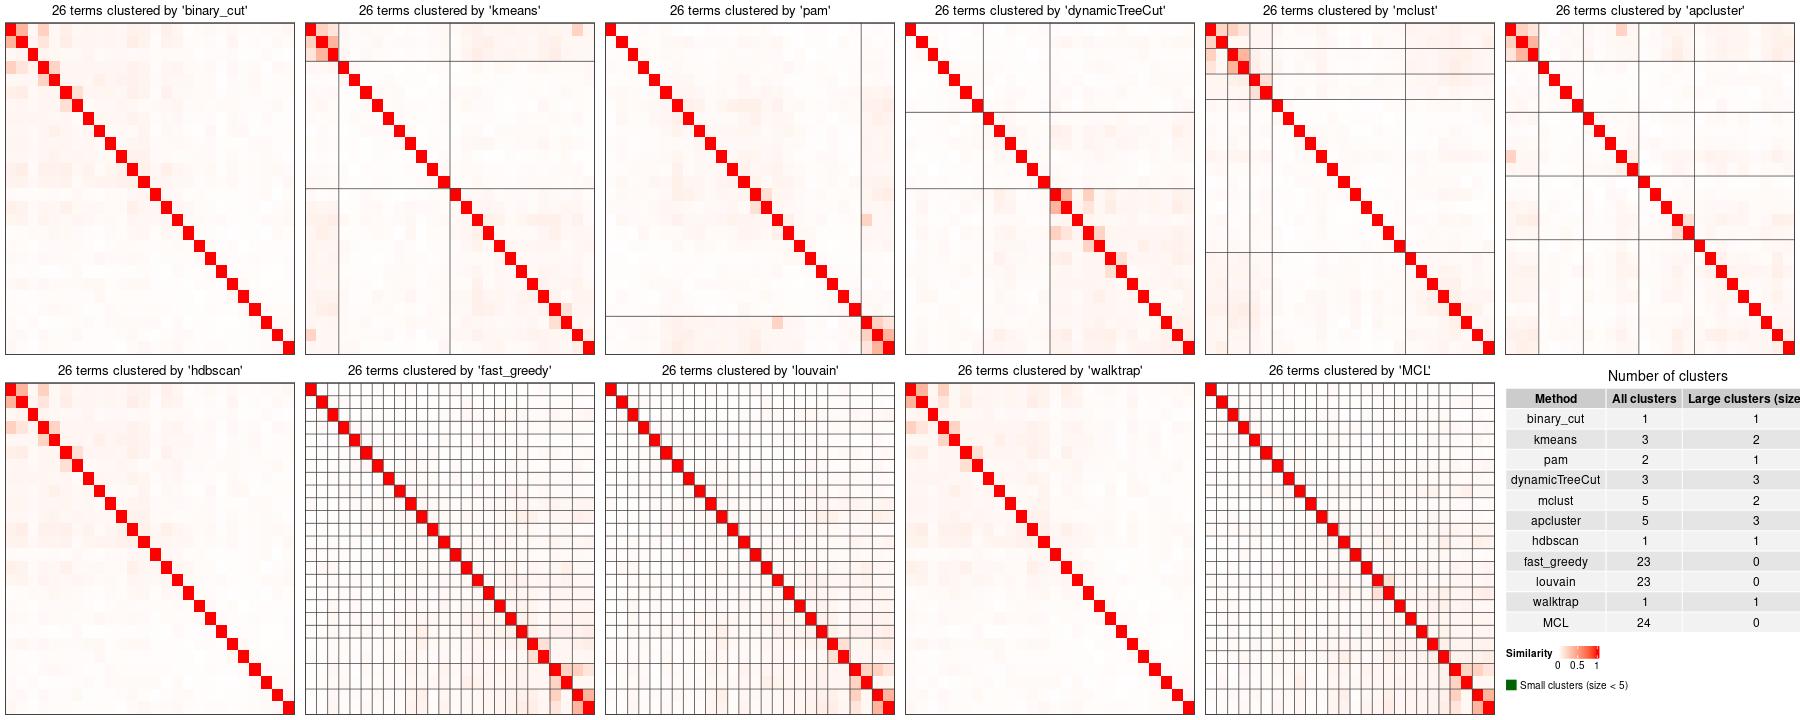 26 terms clustered by 'binary_cut'
26 terms clustered by 'kmeans'
26 terms clustered by 'pam'
26 terms clustered by 'dynamicTreeCut'
26 terms clustered by 'mclust'
26 terms clustered by 'apcluster'
26 terms clustered by 'hdbscan'
26 terms clustered by 'fast_greedy'
26 terms clustered by 'louvain'
26 terms clustered by 'walktrap'
26 terms clustered by 'MCL'
Number of clusters
Method All clusters Large clusters (size
binary_cut 1 1
kmeans 3 2
pam 2 1
dynamicTreeCut 3 3
mclust 5 2
apcluster 5 3
hdbscan 1 1
fast_greedy 23 0
louvain 23 0
walktrap 1 1
MCL 24 0
Similarity
0 0.5 1
Small clusters (size < 5)